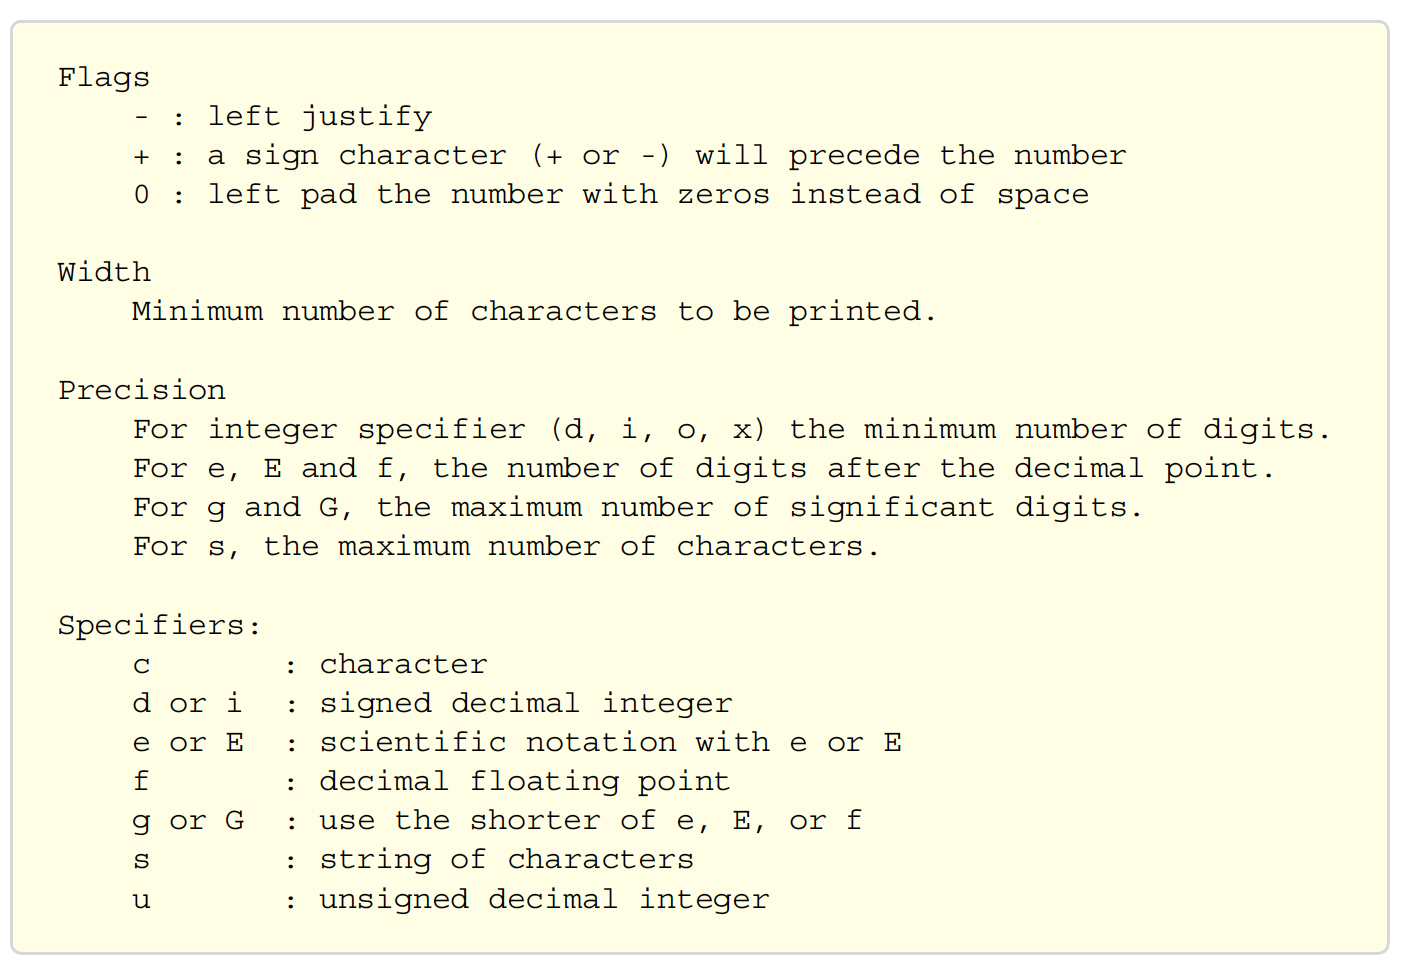 Flags
    - : left justify
    + : a sign character (+ or -) will precede the number
    0 : left pad the number with zeros instead of space

Width
    Minimum number of characters to be printed.

Precision
    For integer specifier (d, i, o, x) the minimum number of digits.
    For e, E and f, the number of digits after the decimal point.
    For g and G, the maximum number of significant digits.
    For s, the maximum number of characters.

Specifiers:
    c       : character
    d or i  : signed decimal integer
    e or E  : scientific notation with e or E
    f       : decimal floating point
    g or G  : use the shorter of e, E, or f
    s       : string of characters
    u       : unsigned decimal integer